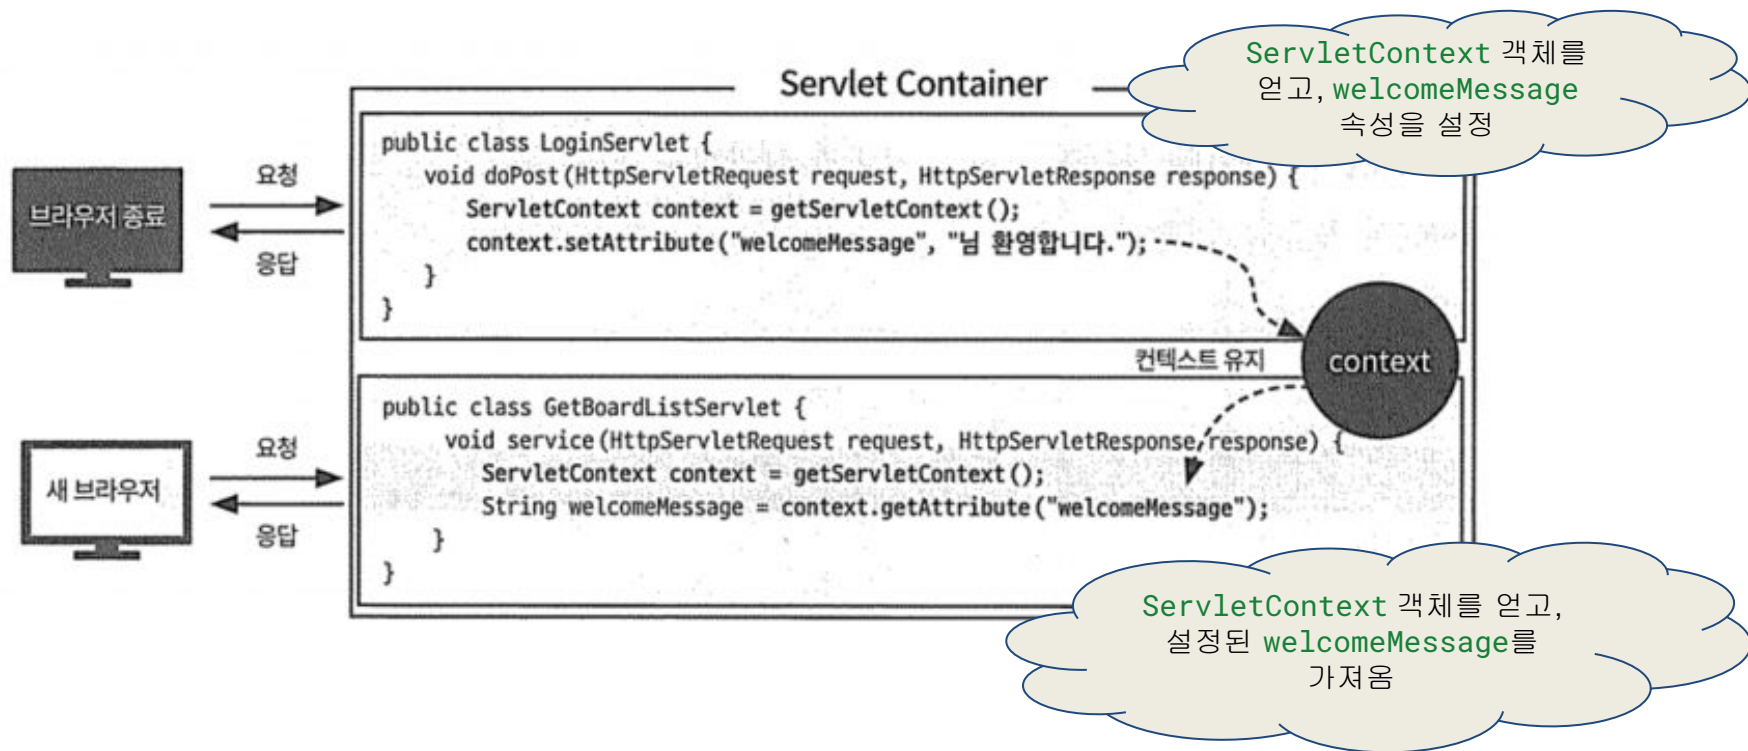 Servlet Container
ServletContext 객체를
얻고, welcomeMessage
속성을 설정
브라우저 종료
요청
응답
public class LoginServlet {
void doPost(HttpServletRequest request, HttpServletResponse response) {
ServletContext context = getServletContext();
context.setAttribute("welcomeMessage", "님 환영합니다.");
}
}
컨텍스트 유지
context
새 브라우저
요청
응답
public class GetBoardListServlet {
void service(HttpServletRequest request, HttpServletResponse response) {
ServletContext context = getServletContext();
String welcomeMessage = context.getAttribute("welcomeMessage");
}
}
ServletContext 객체를 얻고,
설정된 welcomeMessage를
가져옴